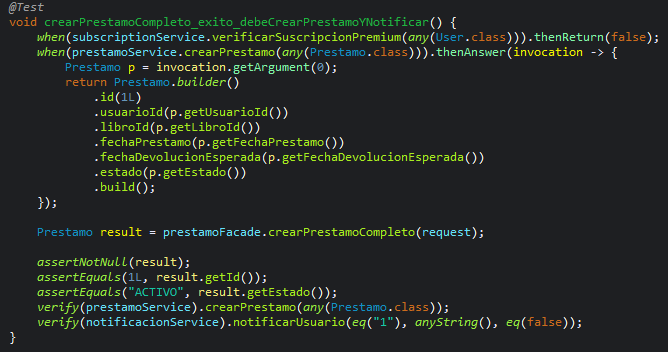 @Test
void crearPrestamoCompleto_exito_debeCrearPrestamoYNotificar() {
    when(subscriptionService.verificarSuscripcionPremium(any(User.class))).thenReturn(false);
    when(prestamoService.crearPrestamo(any(Prestamo.class))).thenAnswer(invocation -> {
        Prestamo p = invocation.getArgument(0);
        return Prestamo.builder()
            .id(1L)
            .usuarioId(p.getUsuarioId())
            .libroId(p.getLibroId())
            .fechaPrestamo(p.getFechaPrestamo())
            .fechaDevolucionEsperada(p.getFechaDevolucionEsperada())
            .estado(p.getEstado())
            .build();
    });

    Prestamo result = prestamoFacade.crearPrestamoCompleto(request);

    assertNotNull(result);
    assertEquals(1L, result.getId());
    assertEquals("ACTIVO", result.getEstado());
    verify(prestamoService).crearPrestamo(any(Prestamo.class));
    verify(notificacionService).notificarUsuario(eq("1"), anyString(), eq(false));
}